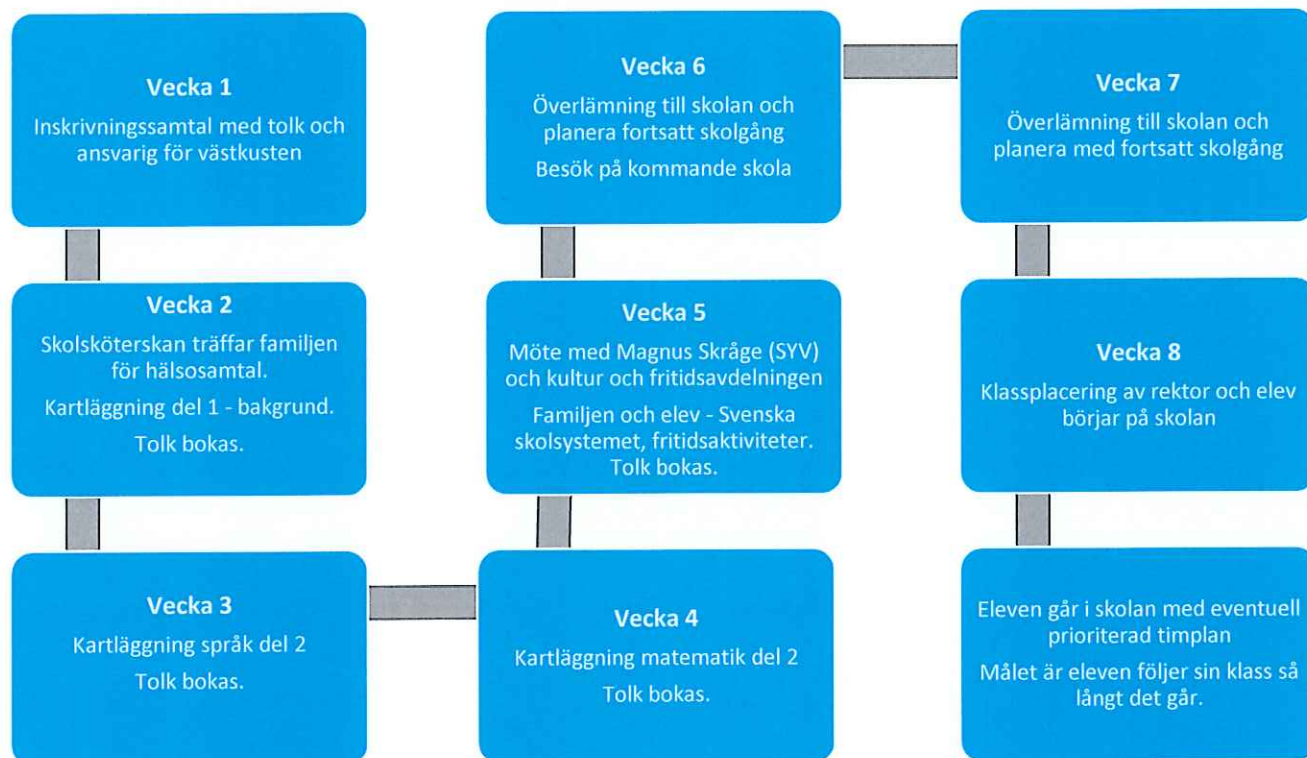 Vecka 1
Inskrivningssamtal med tolk och
ansvarig för västkusten
Vecka 2
Skolsköterskan träffar familjen
för hälsosamtal.
Kartläggning del 1 - bakgrund.
Tolk bokas.
Vecka 3
Kartläggning språk del 2
Tolk bokas.
Vecka 4
Kartläggning matematik del 2
Tolk bokas.
Vecka 5
Möte med Magnus Skråge (SYV)
och kultur och fritidsavdelningen
Familjen och elev - Svenska
skolsystemet, fritidsaktiviteter.
Tolk bokas.
Vecka 6
Överlämning till skolan och
planera fortsatt skolgång
Besök på kommande skola
Vecka 7
Överlämning till skolan och
planera med fortsatt skolgång
Vecka 8
Klassplacering av rektor och elev
börjar på skolan
Eleven går i skolan med eventuell
prioriterad timplan
Målet är eleven följer sin klass så
långt det går.